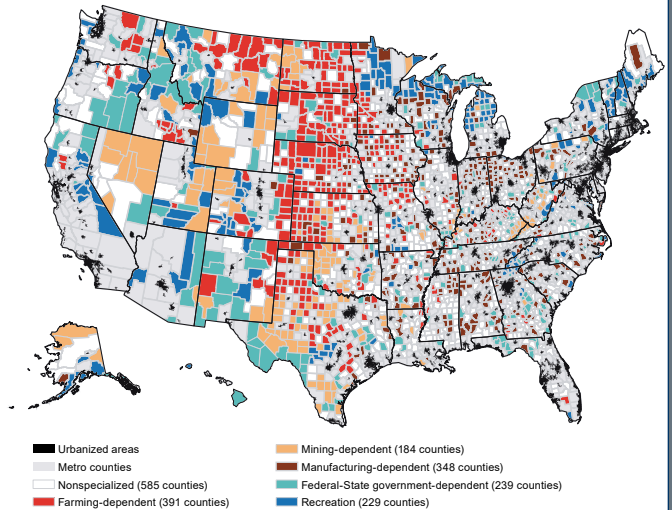 Urbanized areas
Metro counties
Nonspecialized (585 counties)
Farming-dependent (391 counties)
Mining-dependent (184 counties)
Manufacturing-dependent (348 counties)
Federal-State government-dependent (239 counties)
Recreation (229 counties)